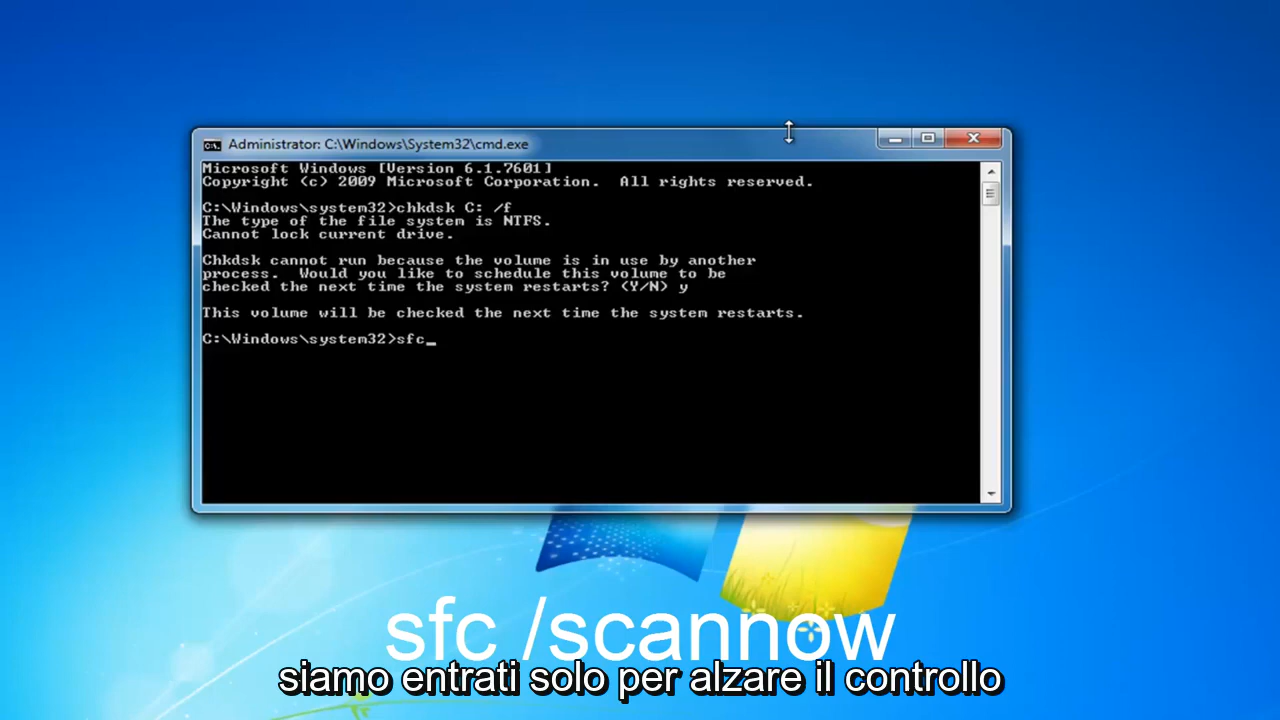 Administrator: C:\Windows\System32\cmd.exe
Microsoft Windows [Version 6.1.7601]
Copyright (c) 2009 Microsoft Corporation.  All rights reserved.
C:\Windows\system32>chkdsk C: /f
The type of the file system is NTFS.
Cannot lock current drive.
Chkdsk cannot run because the volume is in use by another
process.  Would you like to schedule this volume to be
checked the next time the system restarts? (Y/N) y
This volume will be checked the next time the system restarts.
C:\Windows\system32>sfc_
sfc /scannow
siamo entrati solo per alzare il controllo